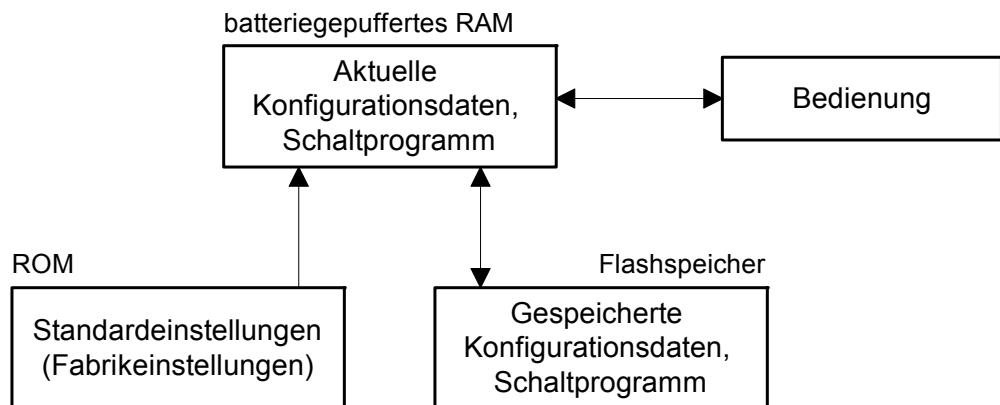 batteriegepuffertes RAM
Aktuelle
Konfigurationsdaten,
Schaltprogramm
Bedienung
ROM
Standardeinstellungen
(Fabrikeinstellungen)
Flashspeicher
Gespeicherte
Konfigurationsdaten,
Schaltprogramm